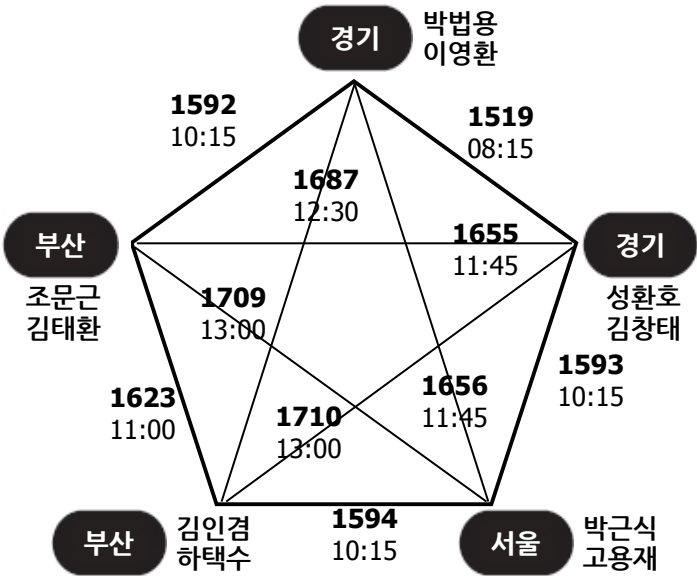 경기
박법용
이영환
1592
10:15
1519
08:15
1687
12:30
부산
조문근
김태환
1655
11:45
경기
성환호
김창태
1709
13:00
1593
10:15
1623
11:00
1656
11:45
1710
13:00
부산
김인겸
하택수
1594
10:15
서울
박근식
고용재